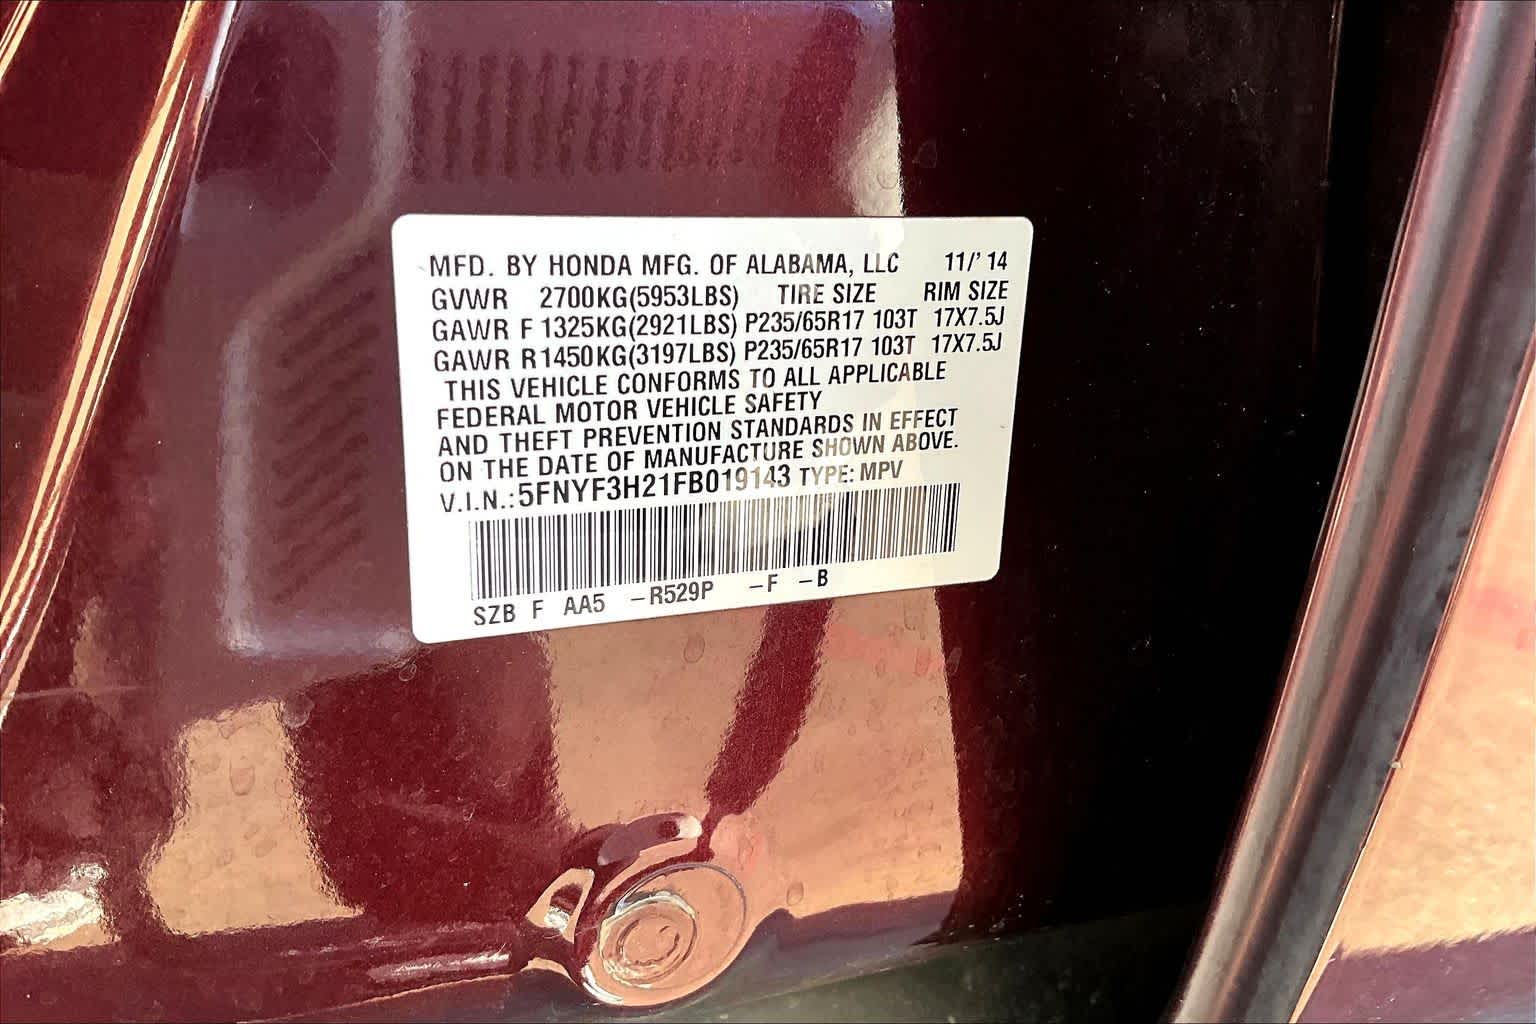 MFD. BY HONDA MFG. OF ALABAMA, LLC 11/' 14
GVWR 2700KG(5953LBS) TIRE SIZE RIM SIZE
GAWR F 1325KG(2921LBS) P235/65R17 103T 17X7.5J
GAWR R 1450KG(3197LBS) P235/65R17 103T 17X7.5J
THIS VEHICLE CONFORMS TO ALL APPLICABLE
FEDERAL MOTOR VEHICLE SAFETY
AND THEFT PREVENTION STANDARDS IN EFFECT
ON THE DATE OF MANUFACTURE SHOWN ABOVE.
V.I.N.: 5FNYF3H21FB019143 TYPE: MPV
SZB F AA5 -R529P -F -B